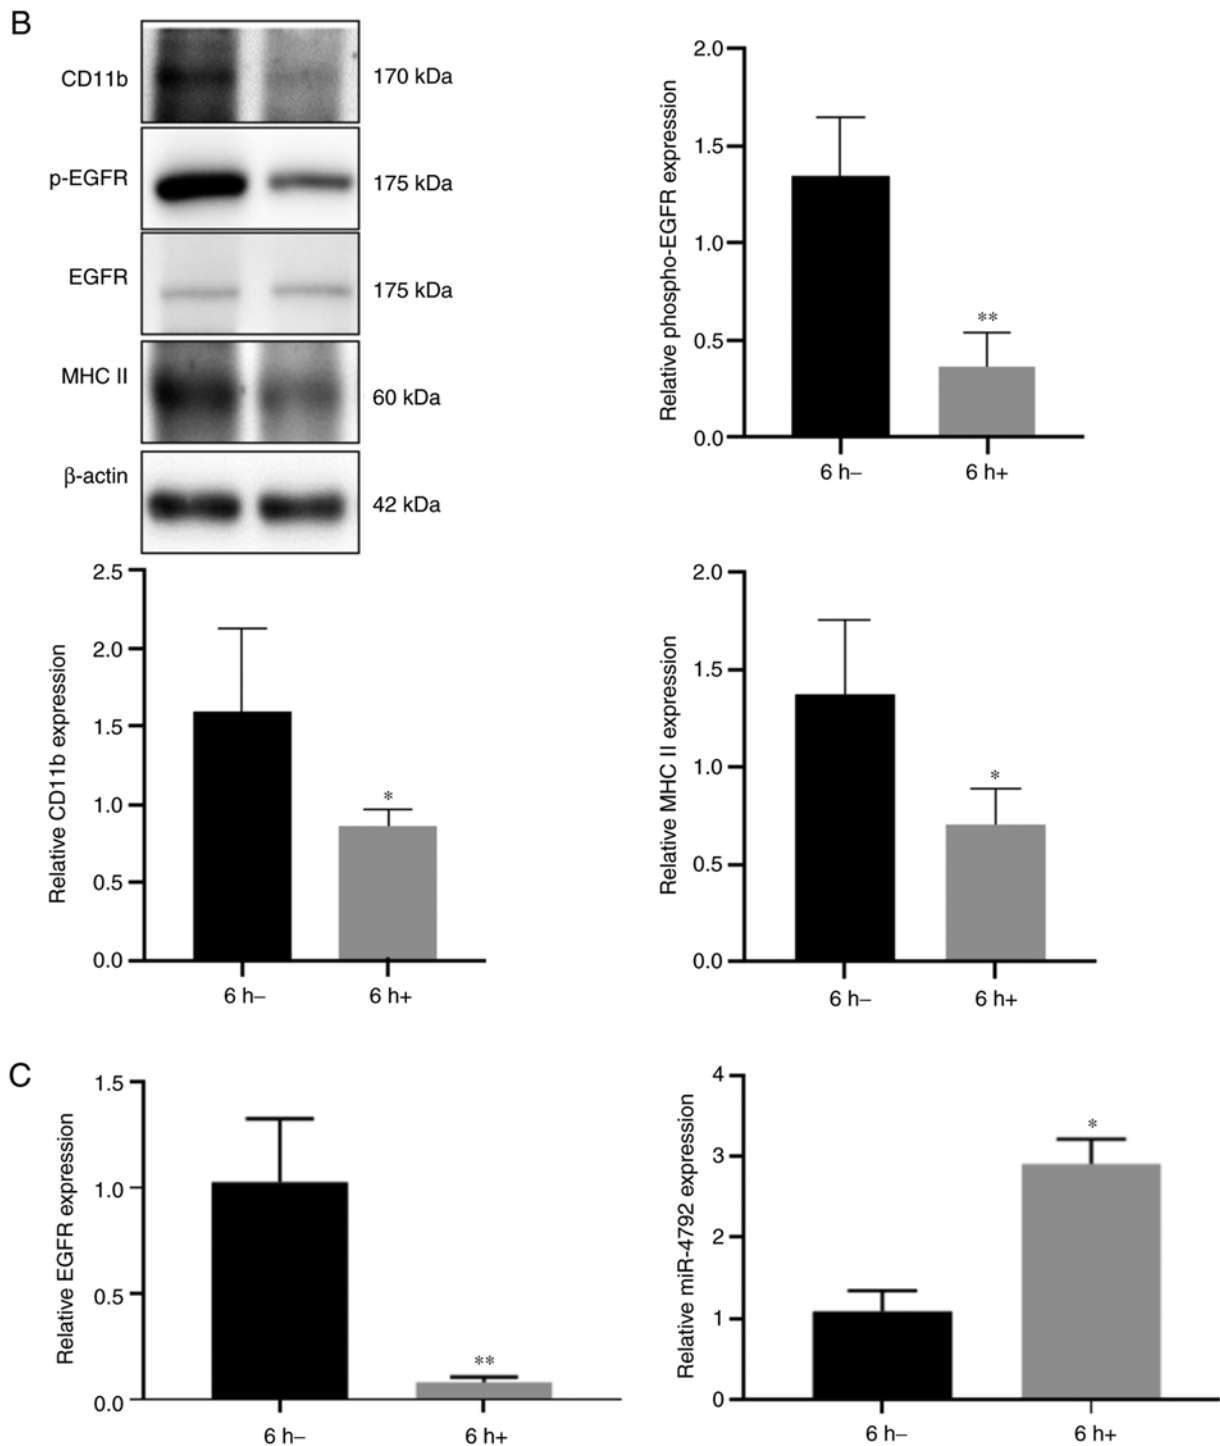 B
CD11b
170 kDa
p-EGFR
175 kDa
EGFR
175 kDa
MHC II
60 kDa
β-actin
42 kDa
Relative phospho-EGFR expression
2.0
1.5
1.0
0.5
0.0
**
6 h–
6 h+
Relative CD11b expression
2.5
2.0
1.5
1.0
0.5
0.0
*
6 h–
6 h+
Relative MHC II expression
2.0
1.5
1.0
0.5
0.0
*
6 h–
6 h+
C
Relative EGFR expression
1.5
1.0
0.5
0.0
**
6 h–
6 h+
Relative miR-4792 expression
4
3
2
1
0
*
6 h–
6 h+